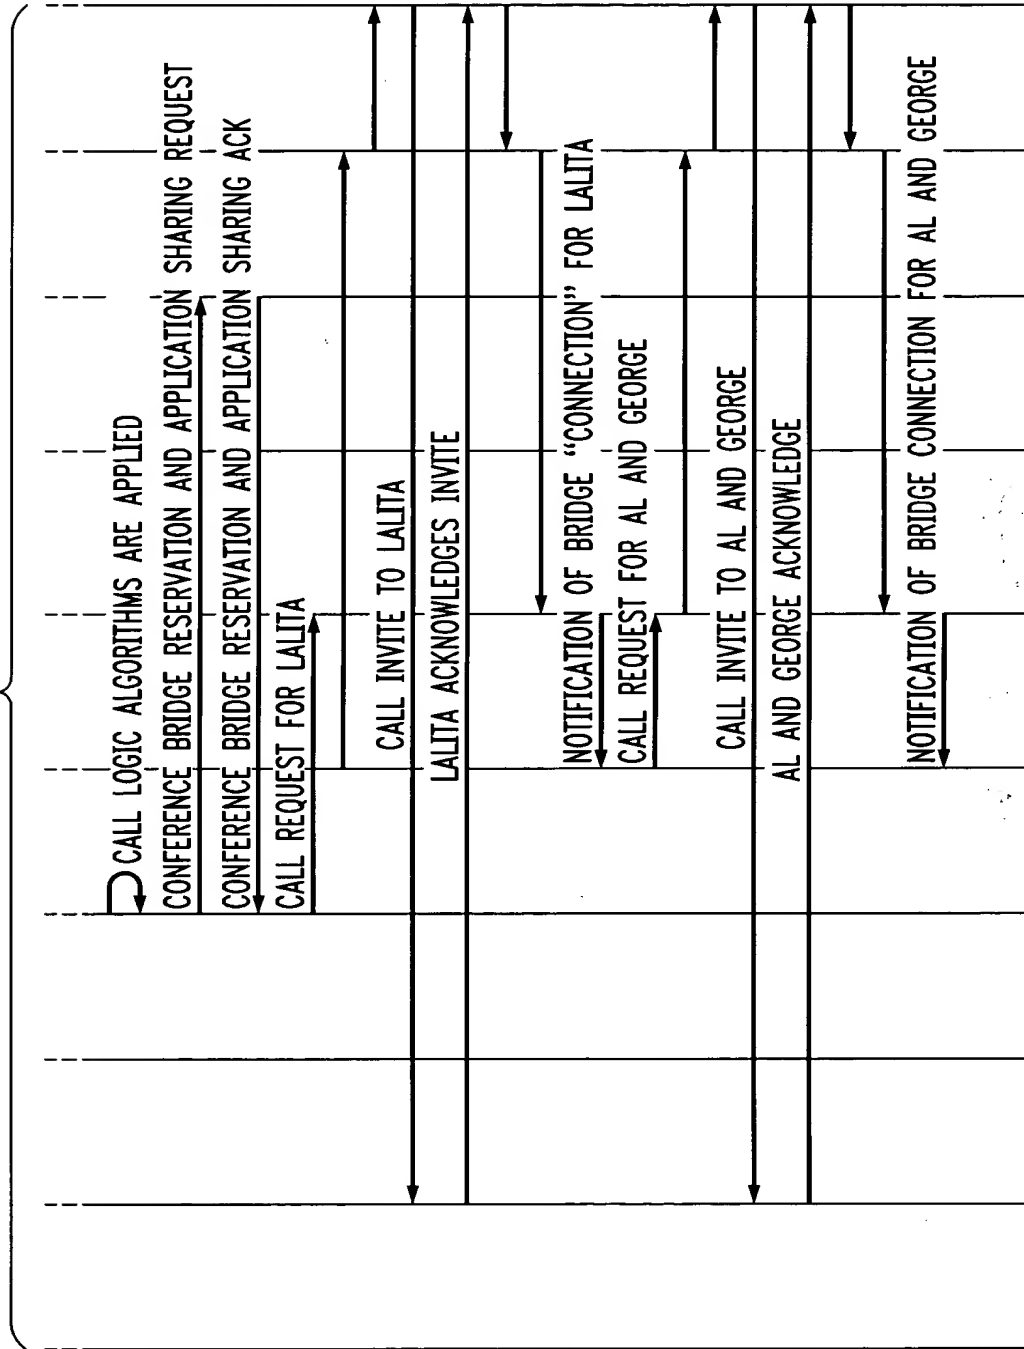 CALL LOGIC ALGORITHMS ARE APPLIED
CONFERENCE BRIDGE RESERVATION AND APPLICATION SHARING REQUEST
CONFERENCE BRIDGE RESERVATION AND APPLICATION SHARING ACK
CALL REQUEST FOR LALITA
CALL INVITE TO LALITA
LALITA ACKNOWLEDGES INVITE
NOTIFICATION OF BRIDGE "CONNECTION" FOR LALITA
CALL REQUEST FOR AL AND GEORGE
CALL INVITE TO AL AND GEORGE
AL AND GEORGE ACKNOWLEDGE
NOTIFICATION OF BRIDGE CONNECTION FOR AL AND GEORGE